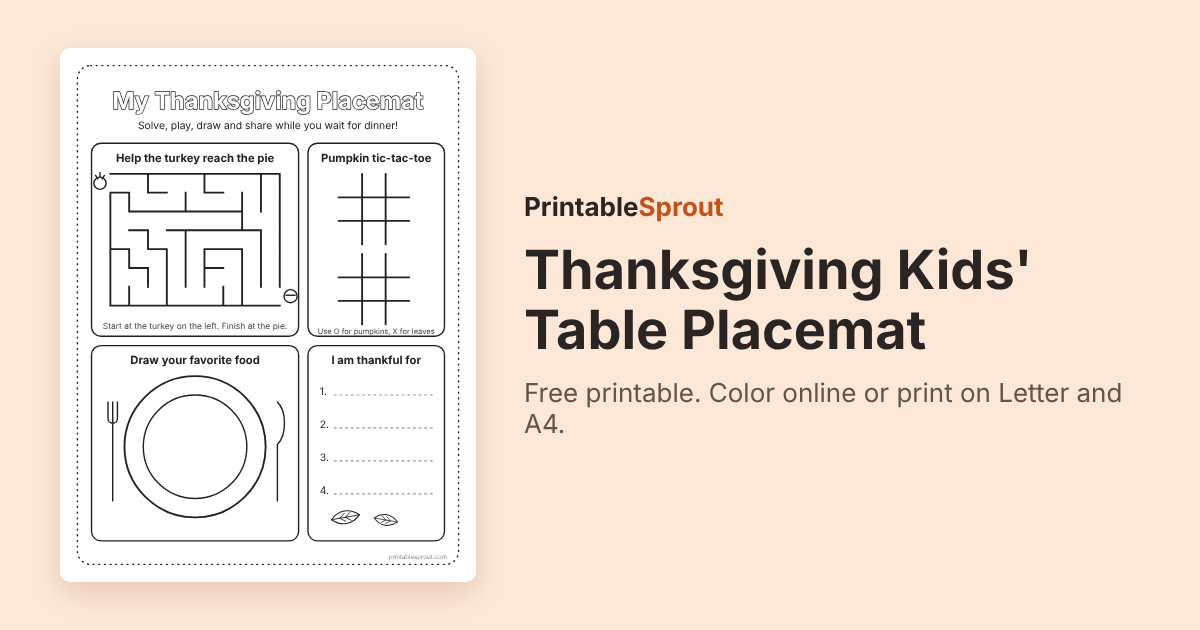 My Thanksgiving Placemat
Solve, play, draw and share while you wait for dinner!
Help the turkey reach the pie
Start at the turkey on the left. Finish at the pie.
Pumpkin tic-tac-toe
Use O for pumpkins, X for leaves
Draw your favorite food
I am thankful for
1.
2.
3.
4.
printablesprout.com
PrintableSprout
Thanksgiving Kids'
Table Placemat
Free printable. Color online or print on Letter and
A4.